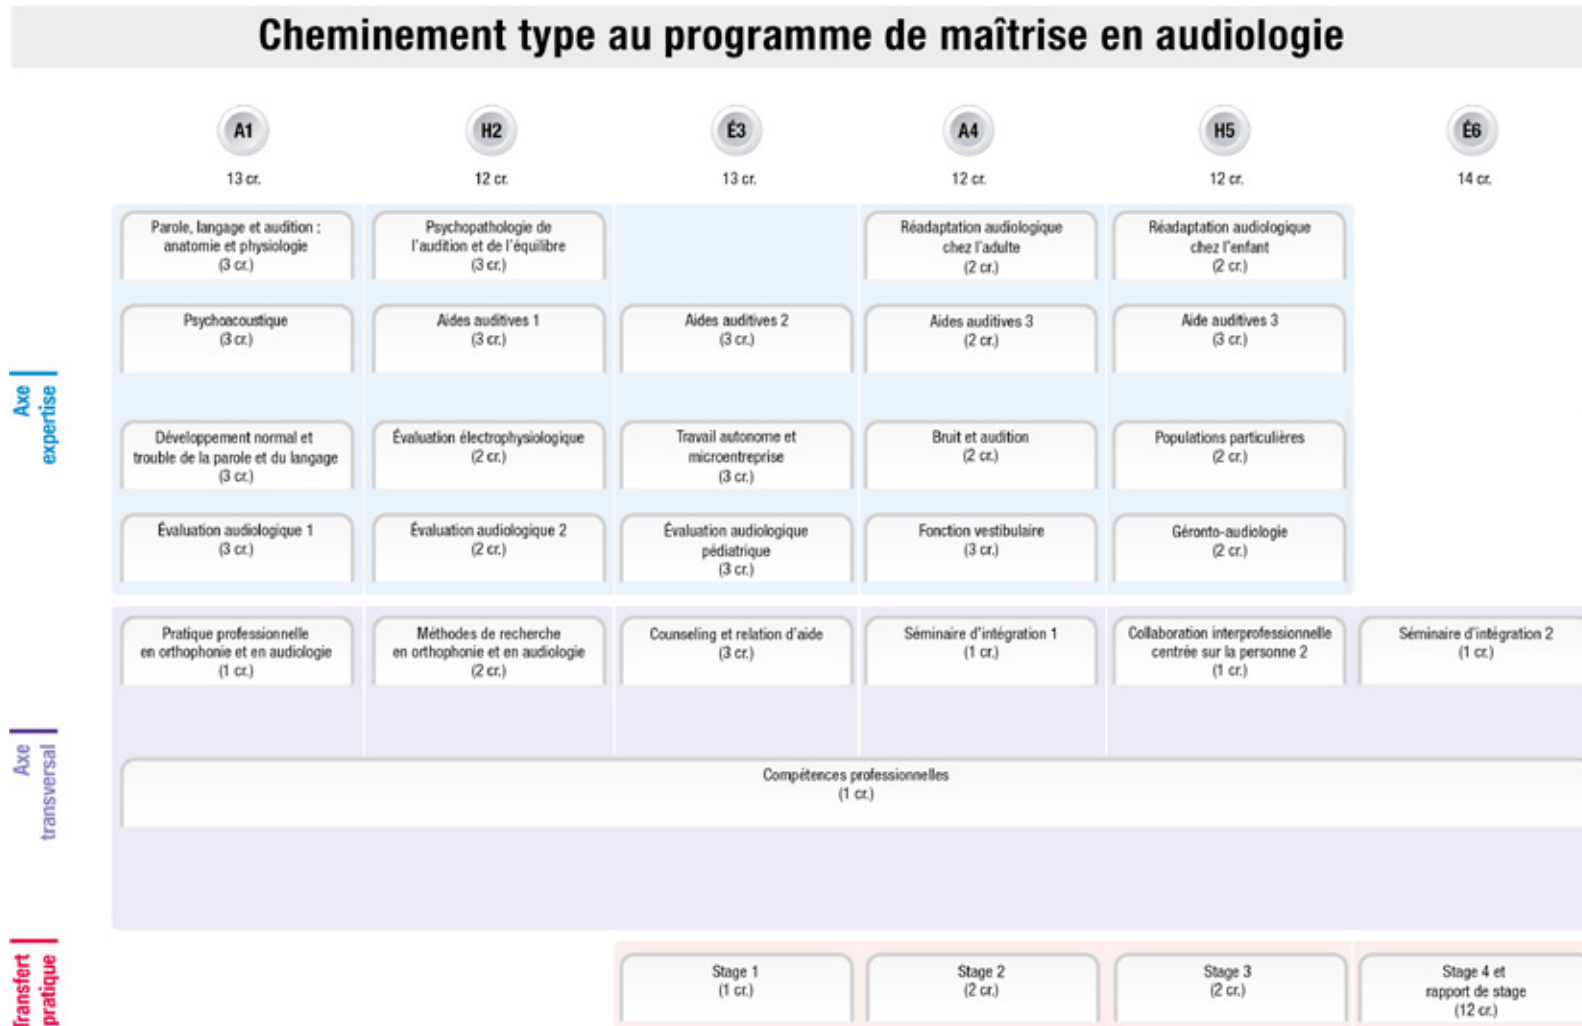 Cheminement type au programme de maîtrise en audiologie
A1
H2
É3
A4
H5
É6
13 cr.
12 cr.
13 cr.
12 cr.
12 cr.
14 cr.
Axe
expertise
Parole, langage et audition :
anatomie et physiologie
(3 cr.)
Psychopathologie de
l'audition et de l'équilibre
(3 cr.)
Réadaptation audiologique
chez l'adulte
(2 cr.)
Réadaptation audiologique
chez l'enfant
(2 cr.)
Psychoacoustique
(3 cr.)
Aides auditives 1
(3 cr.)
Aides auditives 2
(3 cr.)
Aides auditives 3
(2 cr.)
Aide auditives 3
(3 cr.)
Développement normal et
trouble de la parole et du langage
(3 cr.)
Évaluation électrophysiologique
(2 cr.)
Travail autonome et
microentreprise
(3 cr.)
Bruit et audition
(2 cr.)
Populations particulières
(2 cr.)
Évaluation audiologique 1
(3 cr.)
Évaluation audiologique 2
(2 cr.)
Évaluation audiologique
pédiatrique
(3 cr.)
Fonction vestibulaire
(3 cr.)
Géronto-audiologie
(2 cr.)
Axe
transversal
Pratique professionnelle
en orthophonie et en audiologie
(1 cr.)
Méthodes de recherche
en orthophonie et en audiologie
(2 cr.)
Counseling et relation d'aide
(3 cr.)
Séminaire d'intégration 1
(1 cr.)
Collaboration interprofessionnelle
centrée sur la personne 2
(1 cr.)
Séminaire d'intégration 2
(1 cr.)
Compétences professionnelles
(1 cr.)
Transfert
pratique
Stage 1
(1 cr.)
Stage 2
(2 cr.)
Stage 3
(2 cr.)
Stage 4 et
rapport de stage
(12 cr.)